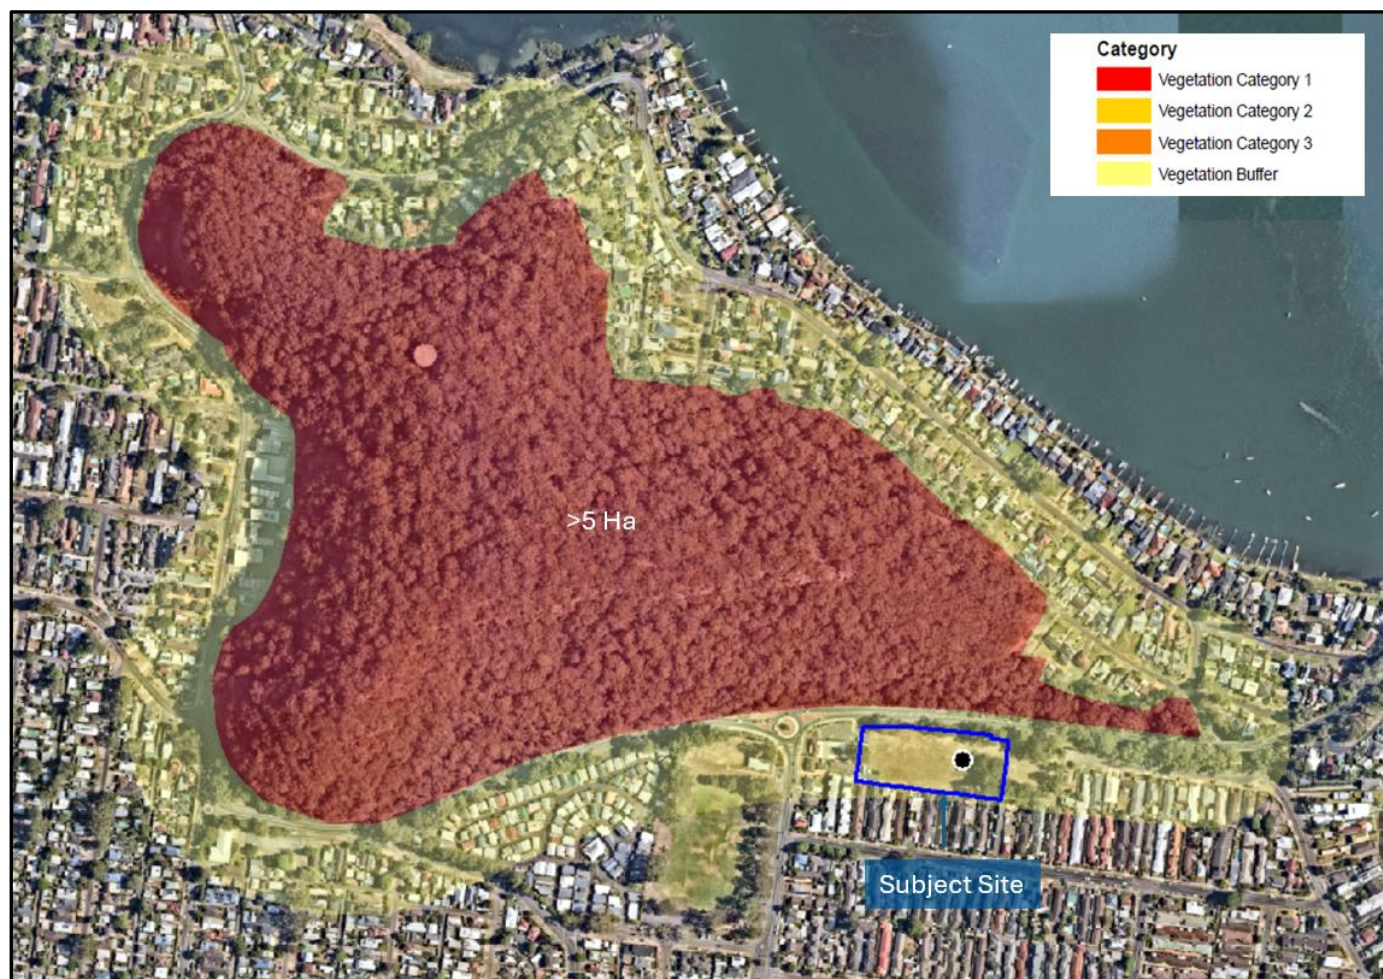 Category
Vegetation Category 1
Vegetation Category 2
Vegetation Category 3
Vegetation Buffer
>5 Ha
Subject Site